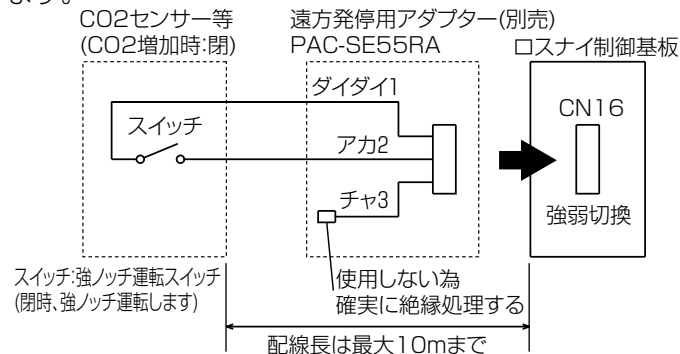 ます。
CO2センサー等
(CO2増加時:閉)
遠方発停用アダプター(別売)
PAC-SE55RA
ロスナイ制御基板
ダイダイ1
スイッチ
アカ2
チャ3
CN16
強弱切換
スイッチ:強ノッチ運転スイッチ
(閉時、強ノッチ運転します)
使用しない為
確実に絶縁処理する
配線長は最大10mまで